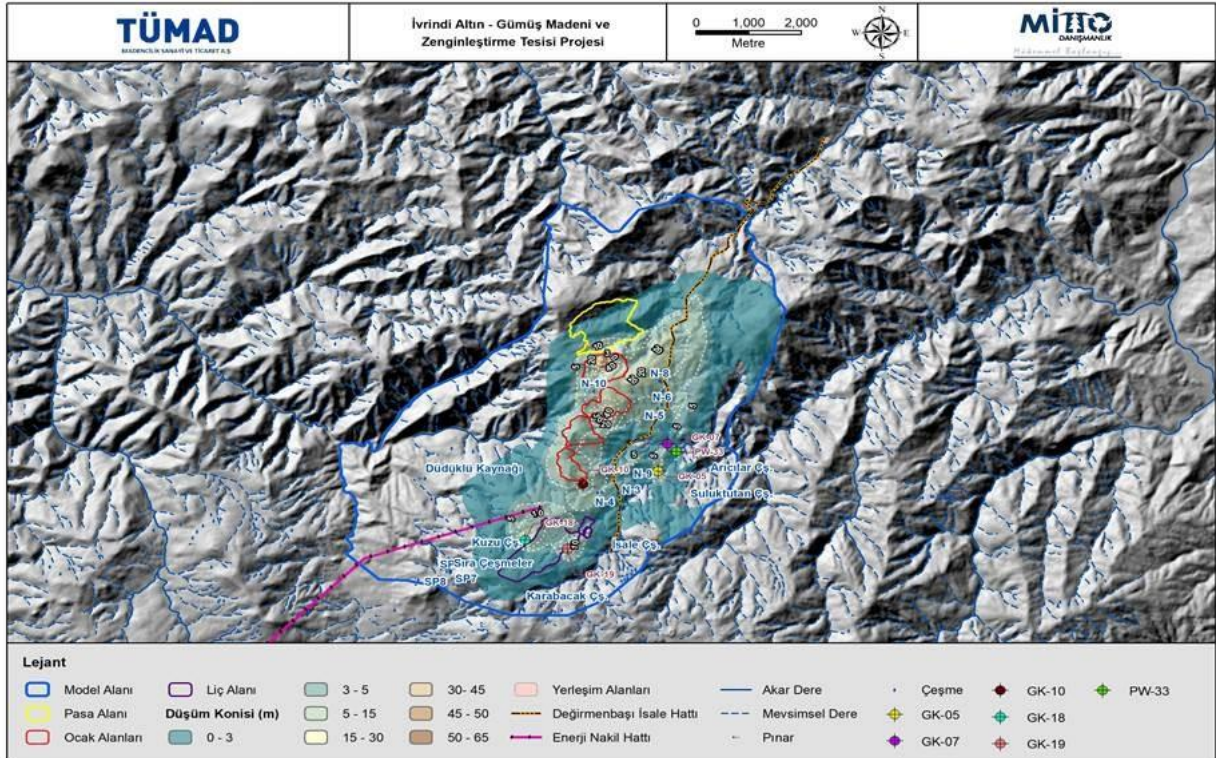 TÜMAD
MADENCİLİK SANAYİ VE TİCARET A.Ş.
İvrindi Altın - Gümüş Madeni ve
Zenginleştirme Tesisi Projesi
0 1,000 2,000
Metre
N
W E
S
MİTTO
DANIŞMANLIK
Mükemmel Başlangıç...
N-8
N-10
N-6
N-5
GK-07
PW-33
Düdüklü Kaynağı
GK-10
N-9
GK-05
Arıcılar Çş.
N-3
Suluktutan Çş.
N-4
GK-18
Kuzu Çş.
İsale Çş.
Sıra Çeşmeler
SP8
SP7
GK-19
Karabacak Çş.
Lejant
Model Alanı
Pasa Alanı
Ocak Alanları
Liç Alanı
Düşüm Konisi (m)
0 - 3
3 - 5
5 - 15
15 - 30
30- 45
45 - 50
50 - 65
Yerleşim Alanları
Değirmenbaşı İsale Hattı
Enerji Nakil Hattı
Akar Dere
Mevsimsel Dere
Pınar
Çeşme
GK-05
GK-07
GK-10
GK-18
GK-19
PW-33